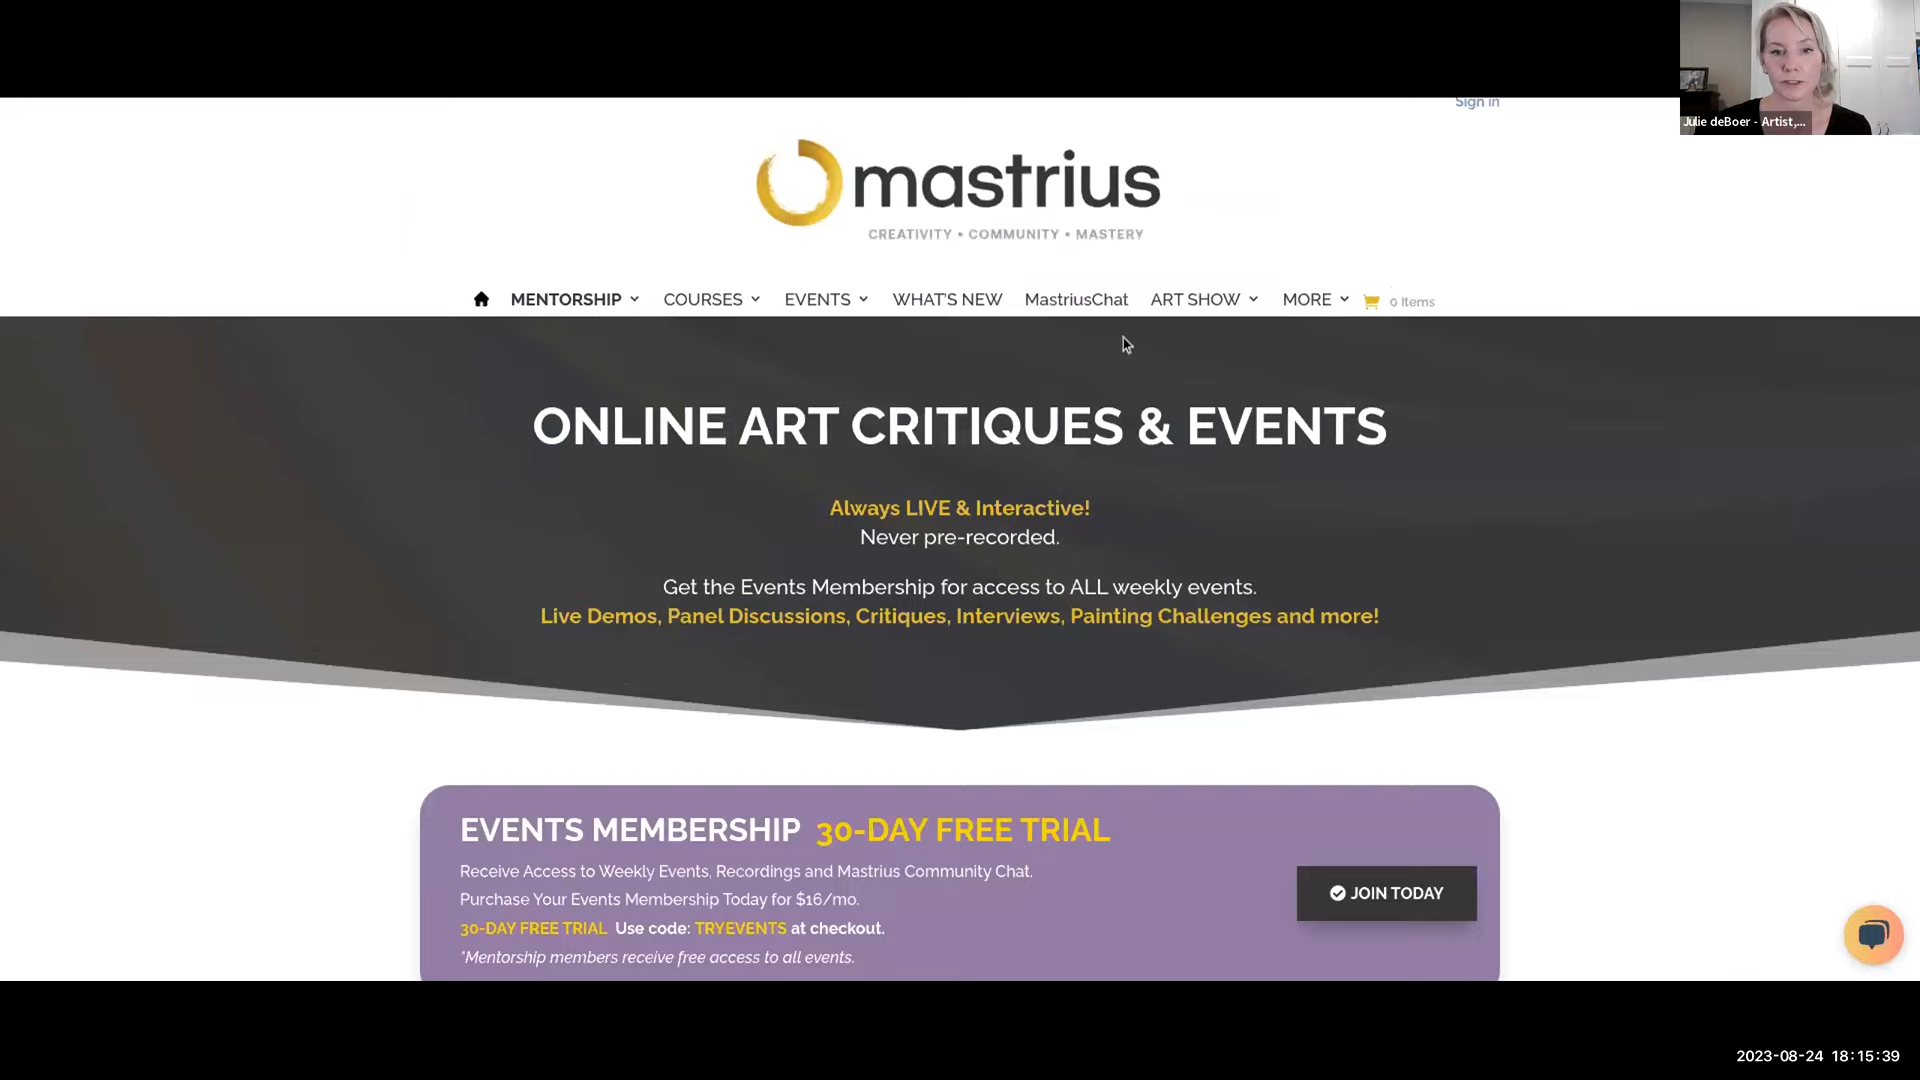 Sign in
Julie deBoer - Artist,...
mastrius
CREATIVITY • COMMUNITY • MASTERY
MENTORSHIP COURSES EVENTS WHAT'S NEW MastriusChat ART SHOW MORE 0 Items
ONLINE ART CRITIQUES & EVENTS
Always LIVE & Interactive!
Never pre-recorded.
Get the Events Membership for access to ALL weekly events.
Live Demos, Panel Discussions, Critiques, Interviews, Painting Challenges and more!
EVENTS MEMBERSHIP 30-DAY FREE TRIAL
Receive Access to Weekly Events, Recordings and Mastrius Community Chat.
Purchase Your Events Membership Today for $16/mo.
30-DAY FREE TRIAL Use code: TRYEVENTS at checkout.
*Mentorship members receive free access to all events.
JOIN TODAY
2023-08-24 18:15:39